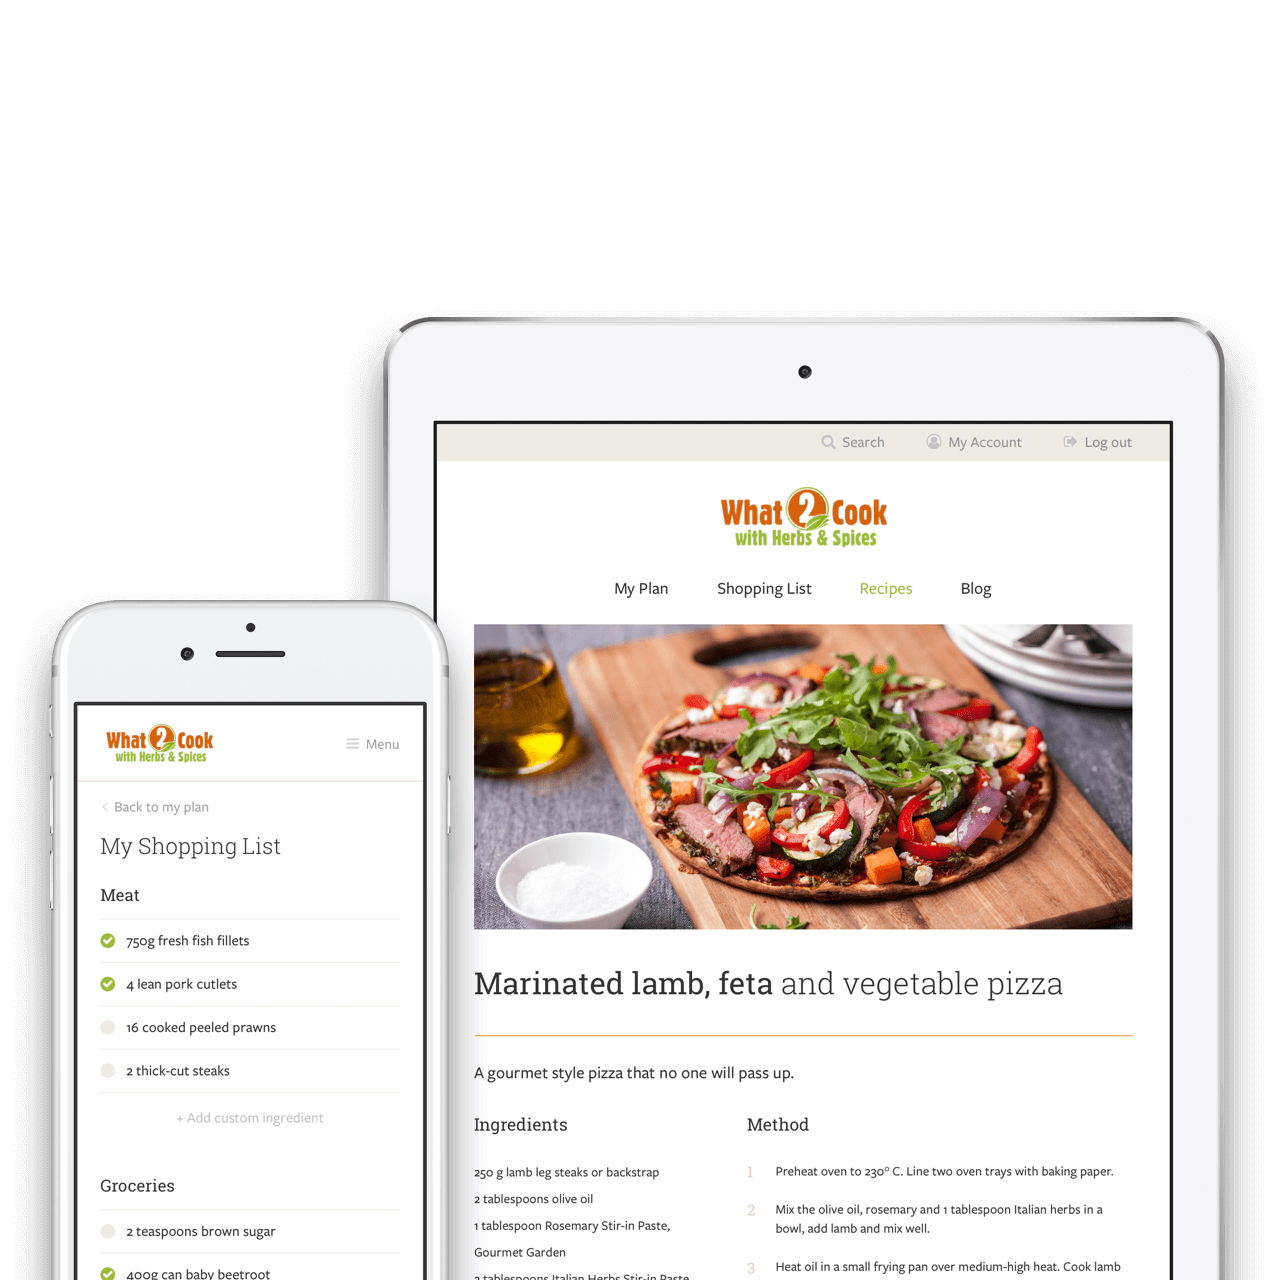 Search
My Account
Log out
What 2 Cook
with Herbs & Spices
My Plan
Shopping List
Recipes
Blog
Marinated lamb, feta and vegetable pizza
A gourmet style pizza that no one will pass up.
Ingredients
250 g lamb leg steaks or backstrap
2 tablespoons olive oil
1 tablespoon Rosemary Stir-in Paste,
Gourmet Garden
2 tablespoons Italian Herbs Stir-in Paste
Method
1 Preheat oven to 230° C. Line two oven trays with baking paper.
2 Mix the olive oil, rosemary and 1 tablespoon Italian herbs in a
bowl, add lamb and mix well.
3 Heat oil in a small frying pan over medium-high heat. Cook lamb
What 2 Cook
with Herbs & Spices
Menu
Back to my plan
My Shopping List
Meat
750g fresh fish fillets
4 lean pork cutlets
16 cooked peeled prawns
2 thick-cut steaks
+ Add custom ingredient
Groceries
2 teaspoons brown sugar
400g can baby beetroot